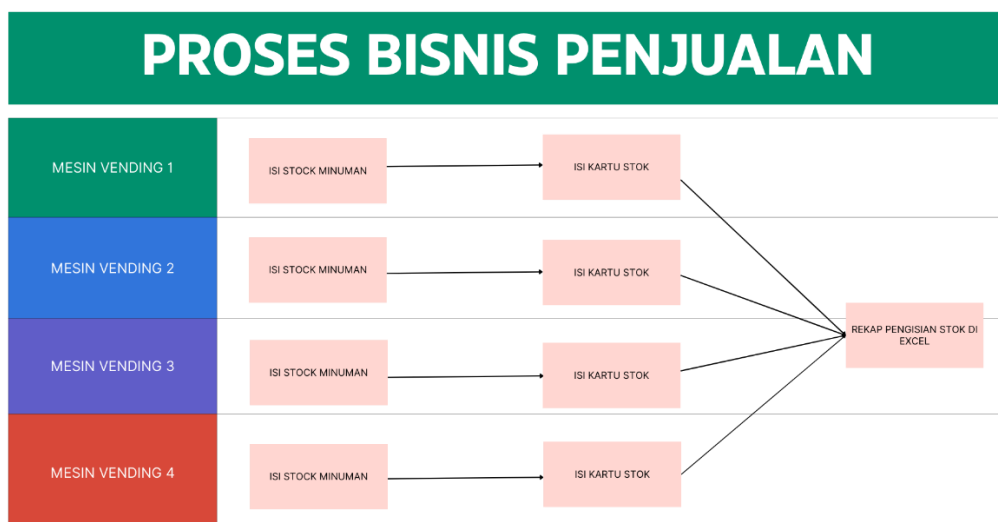 PROSES BISNIS PENJUALAN
MESIN VENDING 1
ISI STOCK MINUMAN
ISI KARTU STOK
MESIN VENDING 2
ISI STOCK MINUMAN
ISI KARTU STOK
REKAP PENGISIAN STOK DI
EXCEL
MESIN VENDING 3
ISI STOCK MINUMAN
ISI KARTU STOK
MESIN VENDING 4
ISI STOCK MINUMAN
ISI KARTU STOK